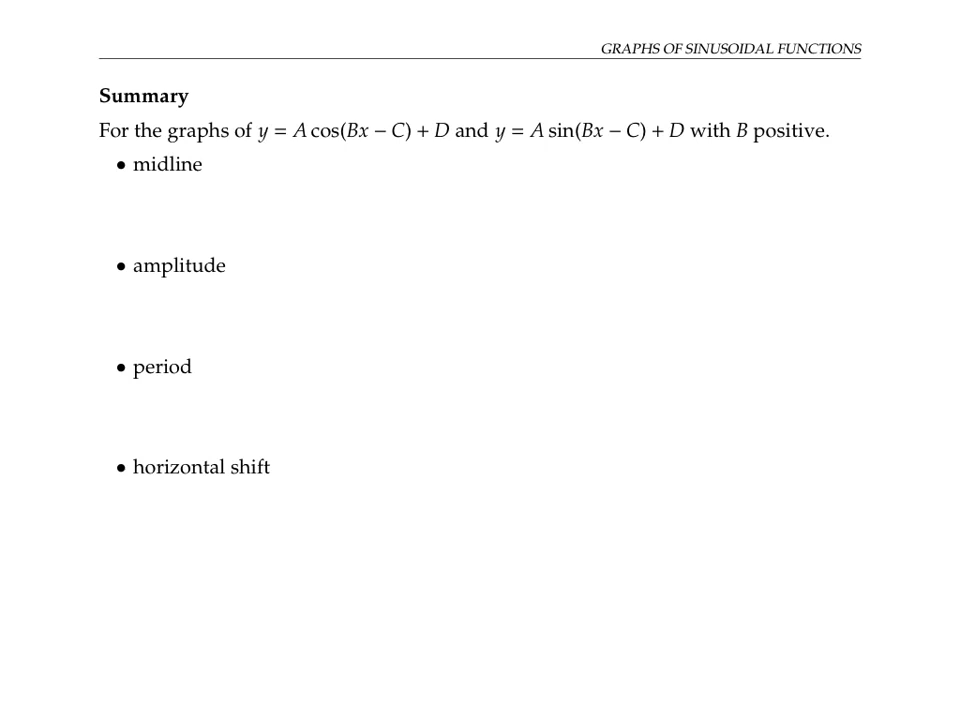 GRAPHS OF SINUSOIDAL FUNCTIONS
Summary
For the graphs of y = A cos(Bx − C) + D and y = A sin(Bx − C) + D with B positive.
• midline
• amplitude
• period
• horizontal shift